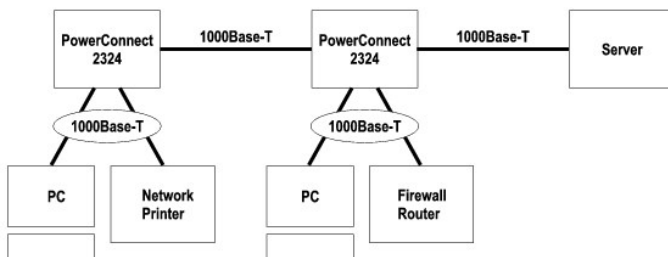 PowerConnect
2324
1000Base-T
PowerConnect
2324
1000Base-T
Server
1000Base-T
1000Base-T
PC
Network
Printer
PC
Firewall
Router